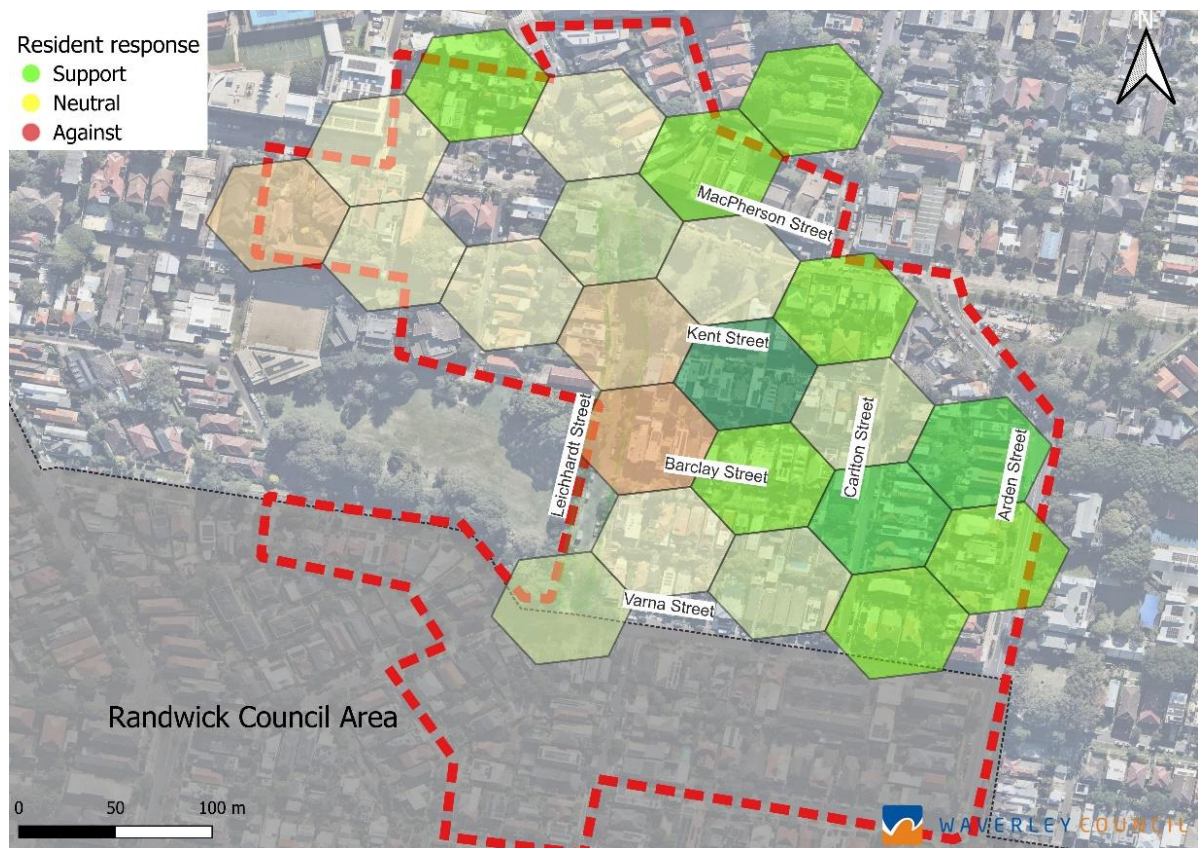 Resident response
Support
Neutral
Against
N
MacPherson Street
Kent Street
Leichhardt Street
Barclay Street
Carlton Street
Arden Street
Varna Street
Randwick Council Area
0 50 100 m
WAVERLEY COUNCIL